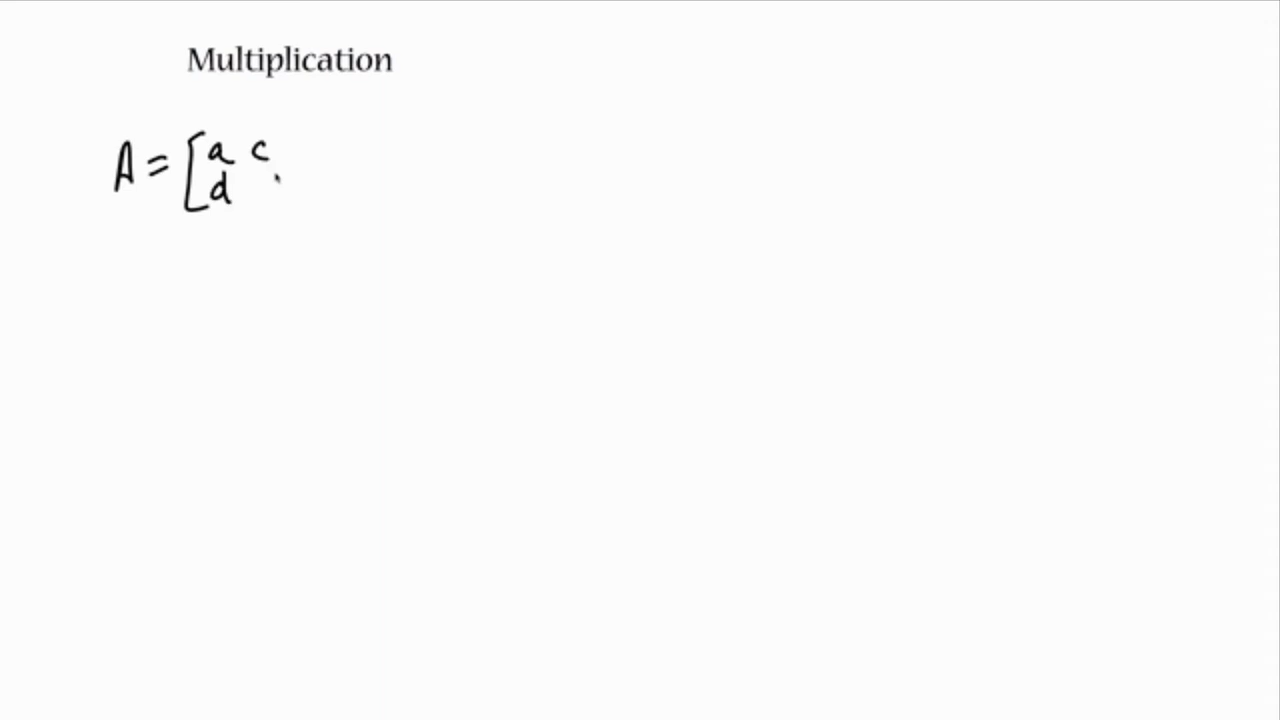 Multiplication
A = [a c
d